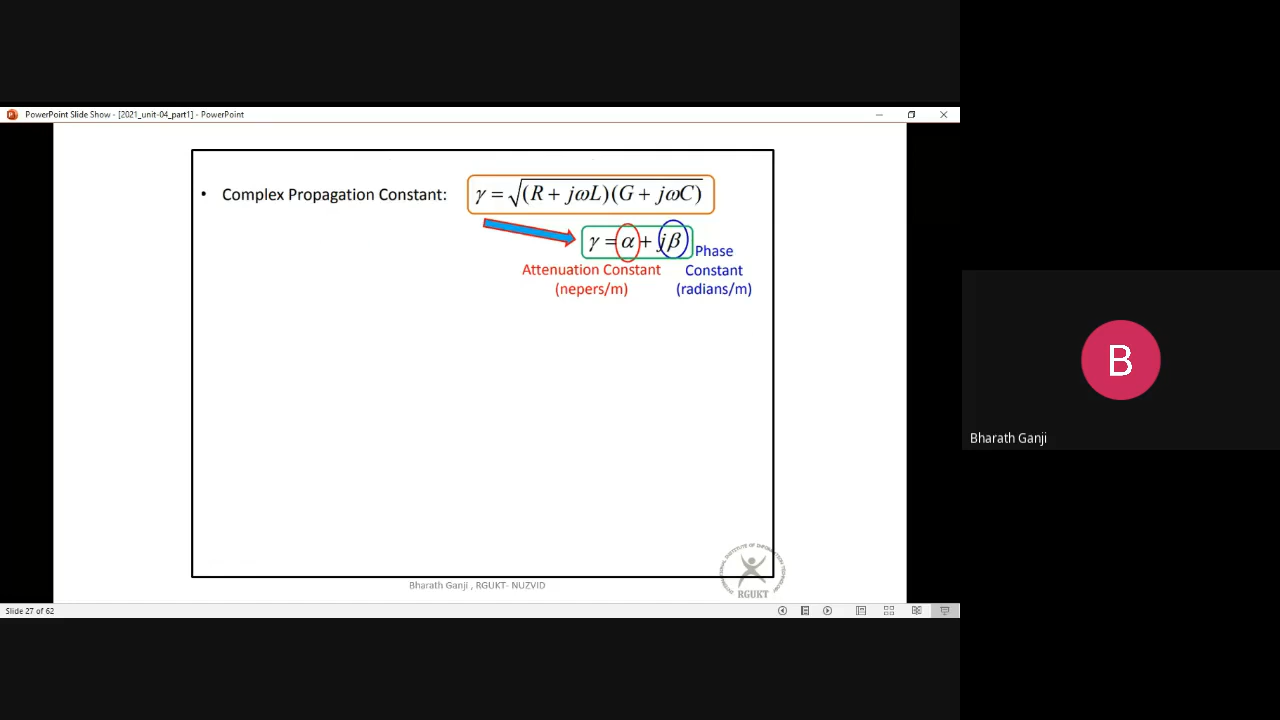 PowerPoint Slide Show - [2021_unit-04_part1] - PowerPoint
• Complex Propagation Constant: γ = √(R + jωL)(G + jωC)
γ = α + jβ
Attenuation Constant
(nepers/m)
Phase
Constant
(radians/m)
B
Bharath Ganji
RGUKT
Bharath Ganji , RGUKT- NUZVID
Slide 27 of 62